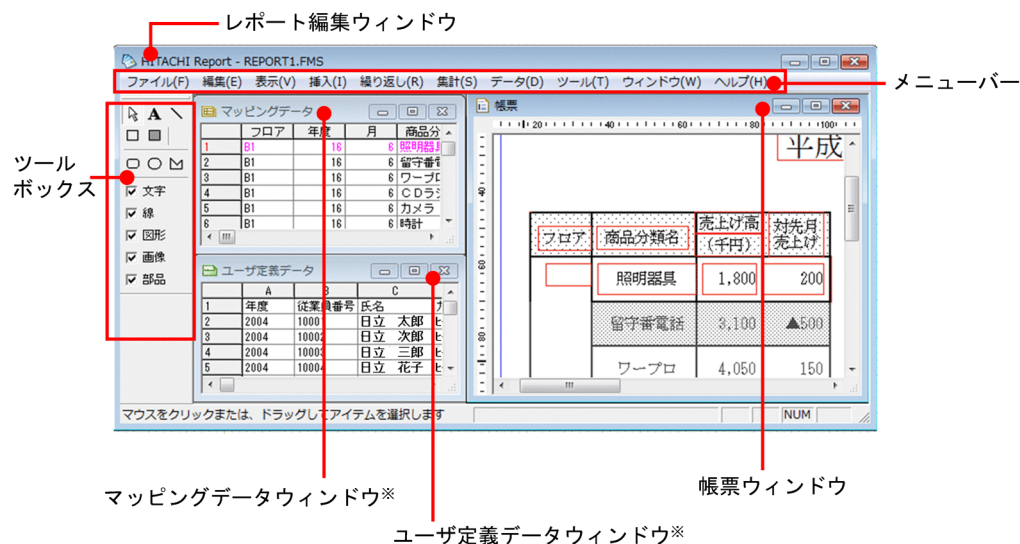 レポート編集ウィンドウ
HITACHI Report - REPORT1.FMS
ファイル(F) 編集(E) 表示(V) 挿入(I) 繰り返し(R) 集計(S) データ(D) ツール(T) ウィンドウ(W) ヘルプ(H)
メニューバー
ツール
ボックス
A
文字
線
図形
画像
部品
マッピングデータ
フロア 年度 月 商品分
1 B1 16 6 照明器具
2 B1 16 6 留守番電
3 B1 16 6 ワープロ
4 B1 16 6 CDラジ
5 B1 16 6 カメラ
6 B1 16 6 時計
ユーザ定義データ
A B C
1 年度 従業員番号 氏名
2 2004 10001 日立 太郎 ヒ
3 2004 10002 日立 次郎 ヒ
4 2004 10003 日立 三郎 ヒ
5 2004 10004 日立 花子 ヒ
帳票
20 40 60 80 100
平成
40
60
80
フロア 商品分類名 売上げ高 (千円) 対先月 売上げ
照明器具 1,800 200
留守番電話 3,100 ▲500
ワープロ 4,050 150
マウスをクリックまたは、ドラッグしてアイテムを選択します
NUM
マッピングデータウィンドウ※
帳票ウィンドウ
ユーザ定義データウィンドウ※